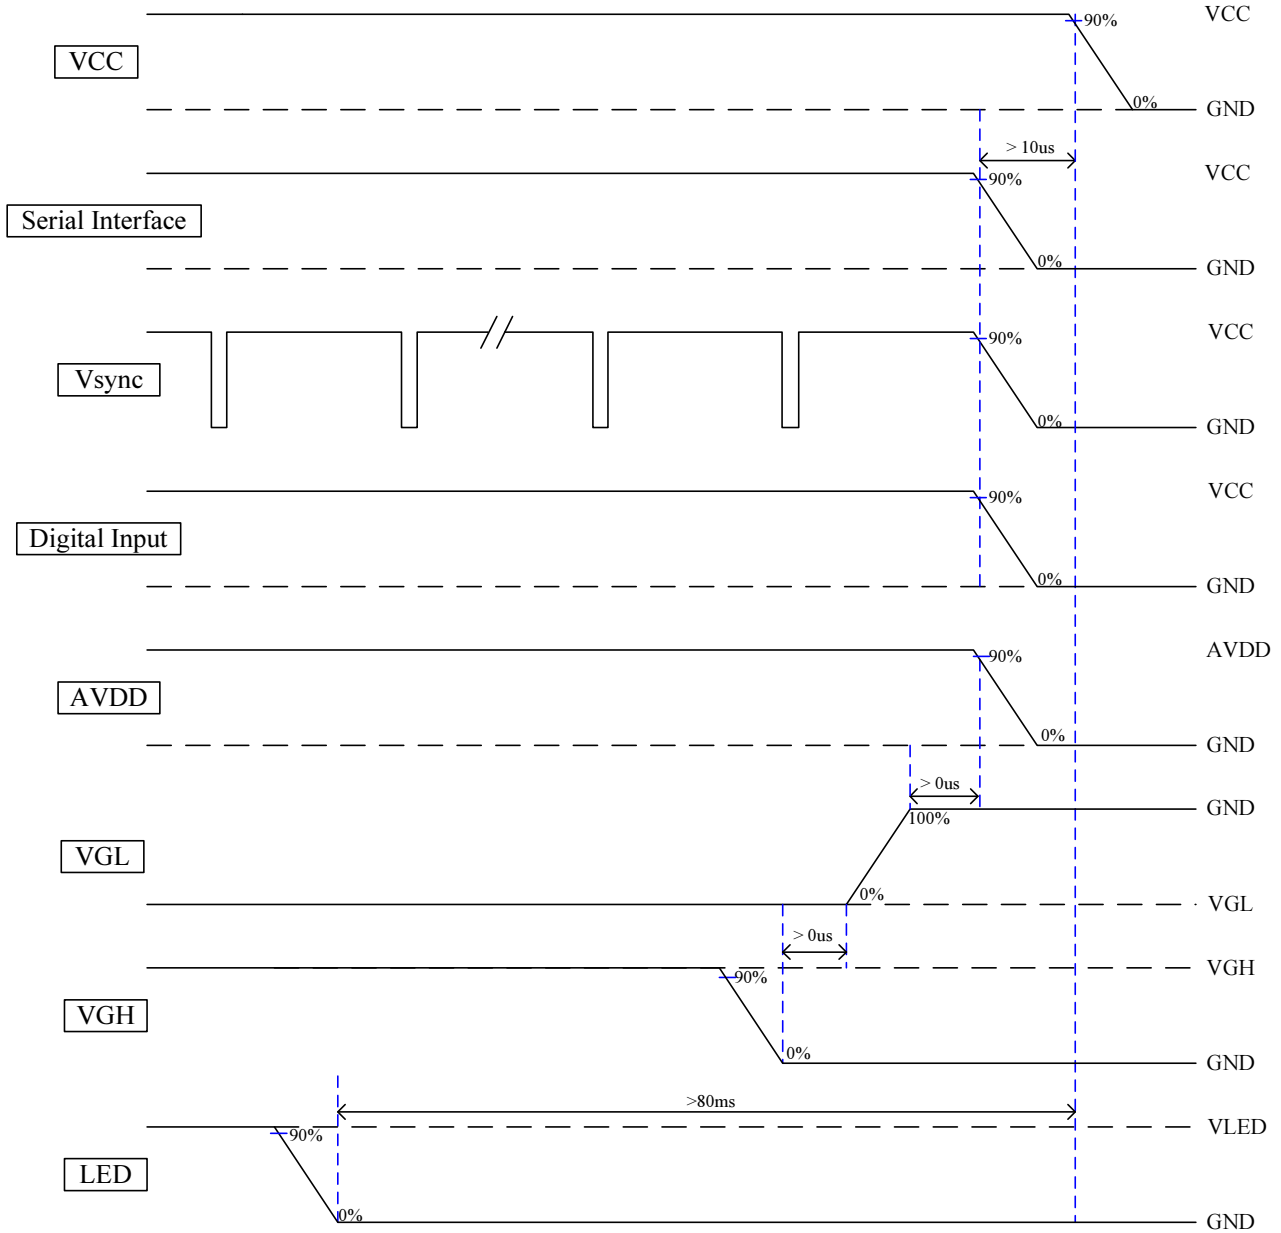 VCC
90%
VCC
0%
GND
> 10us
VCC
90%
Serial Interface
0%
GND
VCC
90%
Vsync
0%
GND
VCC
90%
Digital Input
0%
GND
AVDD
90%
AVDD
0%
GND
> 0us
GND
100%
VGL
0%
VGL
> 0us
VGH
90%
VGH
0%
GND
>80ms
VLED
90%
LED
0%
GND